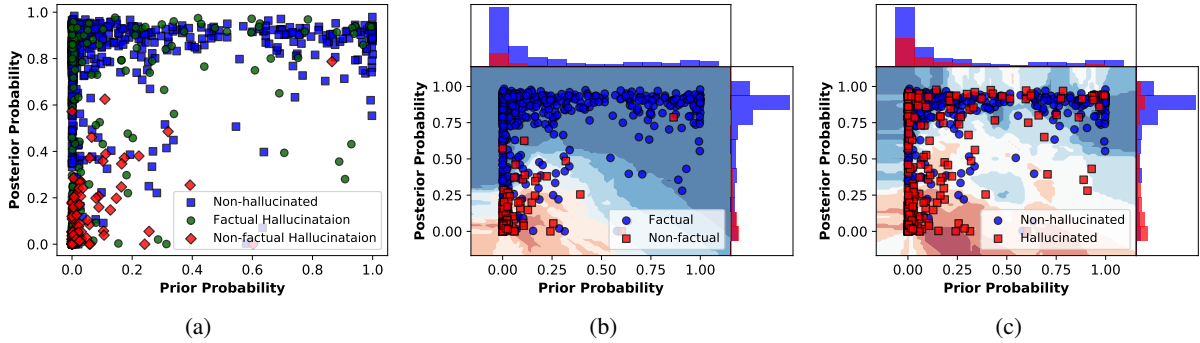 1.0
0.8
0.6
0.4
0.2
0.0
Posterior Probability
0.0 0.2 0.4 0.6 0.8 1.0
Prior Probability
Non-hallucinated
Factual Hallucinataion
Non-factual Hallucinataion
(a)
1.00
0.75
0.50
0.25
0.00
Posterior Probability
0.00 0.25 0.50 0.75 1.00
Prior Probability
Factual
Non-factual
(b)
1.00
0.75
0.50
0.25
0.00
Posterior Probability
0.00 0.25 0.50 0.75 1.00
Prior Probability
Non-hallucinated
Hallucinated
(c)